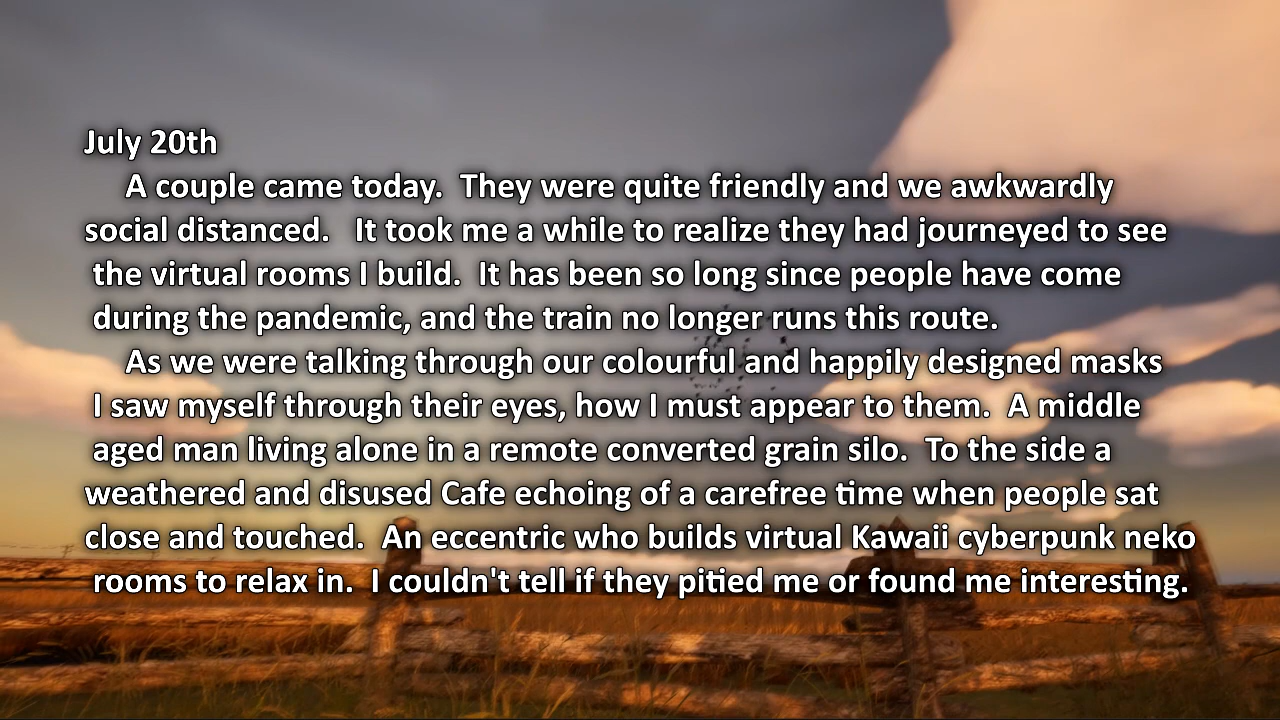 July 20th
A couple came today.  They were quite friendly and we awkwardly
social distanced.   It took me a while to realize they had journeyed to see
the virtual rooms I build.  It has been so long since people have come
during the pandemic, and the train no longer runs this route.
As we were talking through our colourful and happily designed masks
I saw myself through their eyes, how I must appear to them.  A middle
aged man living alone in a remote converted grain silo.  To the side a
weathered and disused Cafe echoing of a carefree time when people sat
close and touched.  An eccentric who builds virtual Kawaii cyberpunk neko
rooms to relax in.  I couldn't tell if they pitied me or found me interesting.